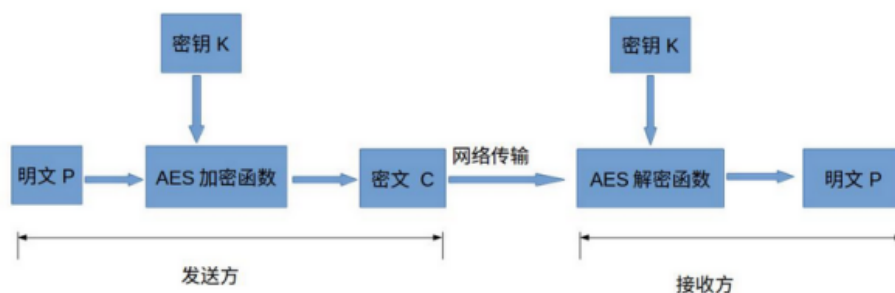 密钥 K
密钥 K
明文 P
AES 加密函数
密文 C
网络传输
AES 解密函数
明文 P
发送方
接收方